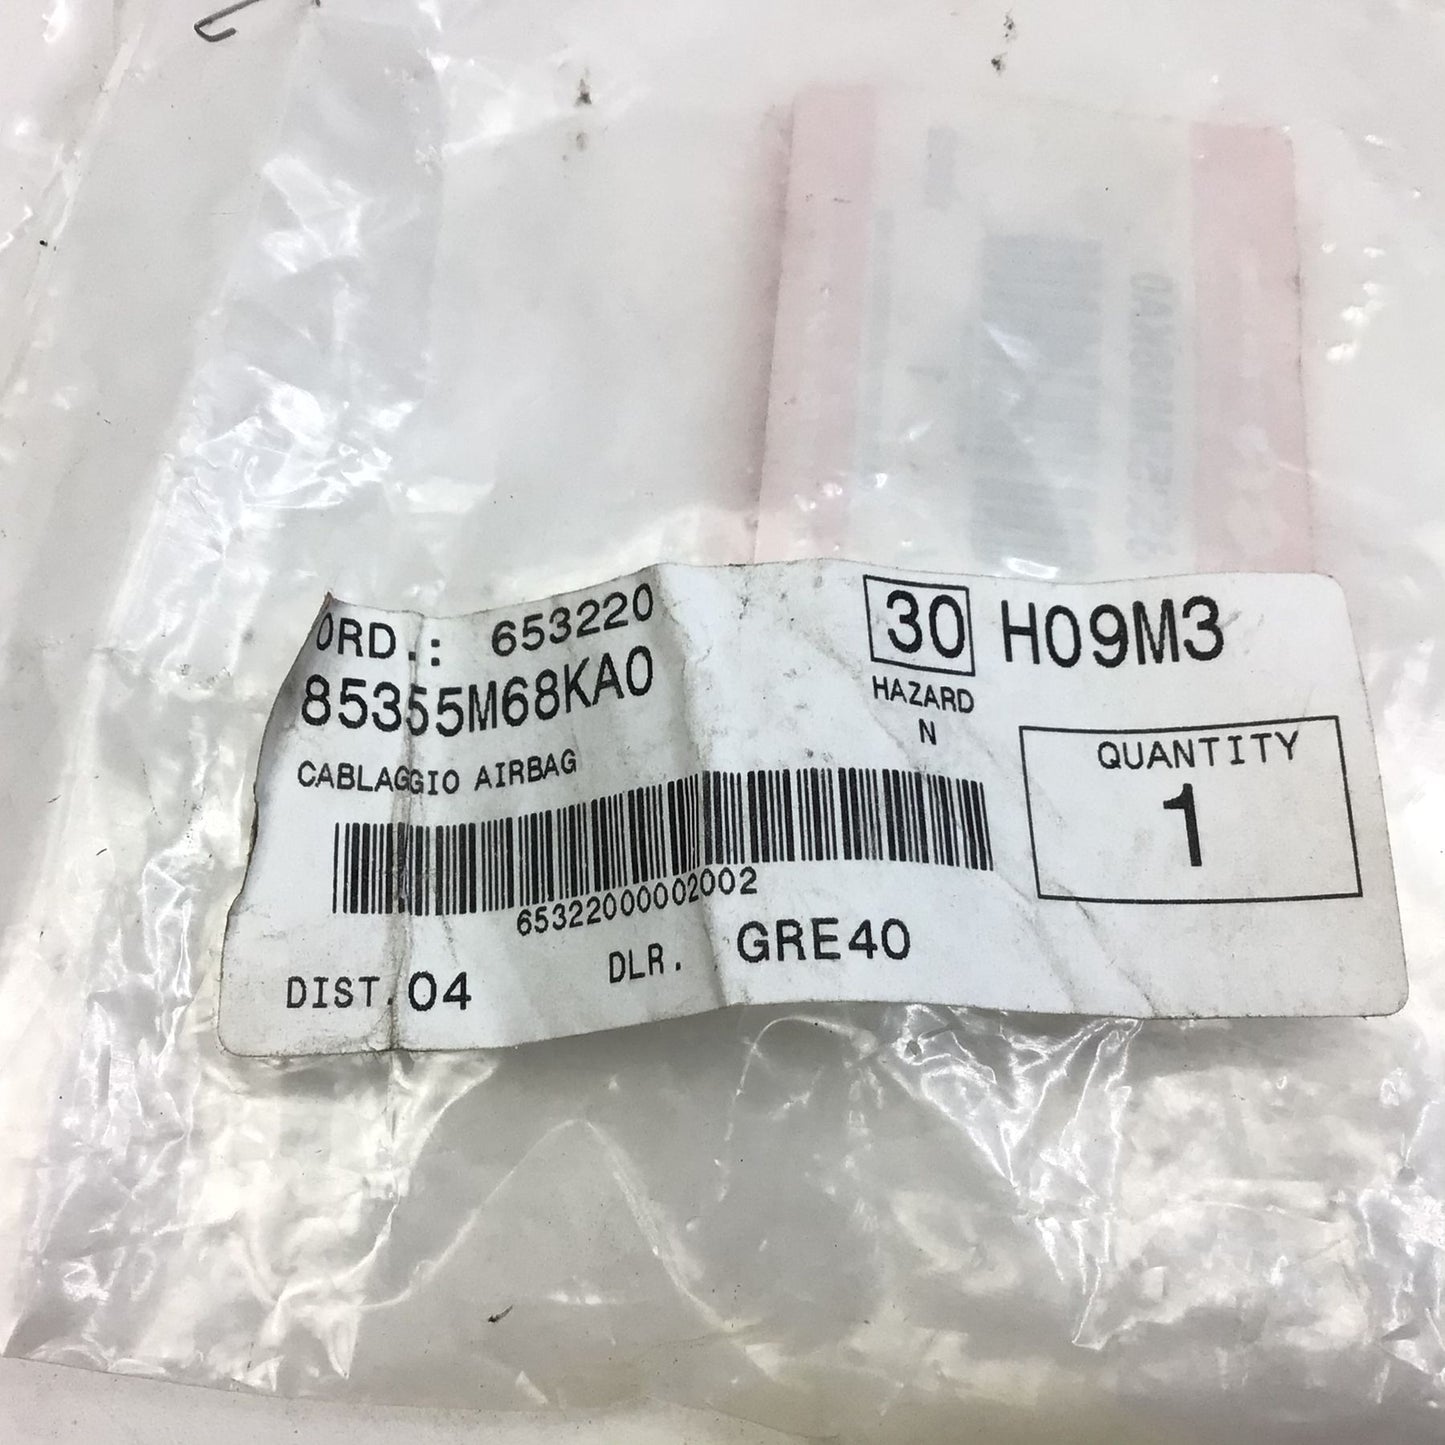 ORD.: 653220
30 H09M3
85355M68KA0
HAZARD
N
CABLAGGIO AIRBAG
QUANTITY
1
65322000002002
DIST. 04
DLR. GRE40